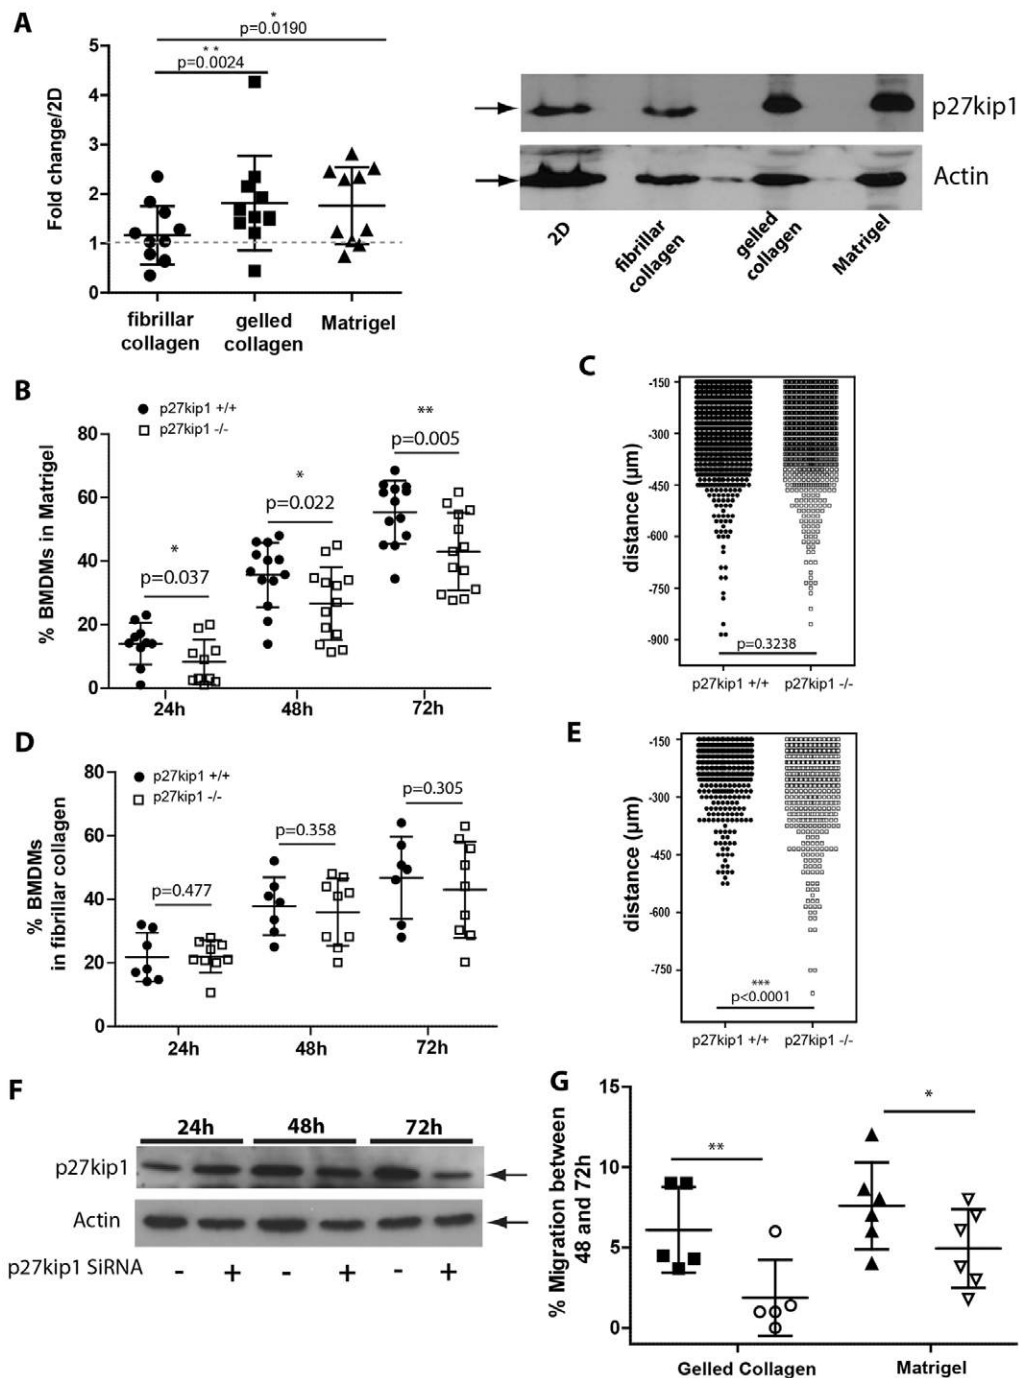 A
*
p=0.0190
* *
p=0.0024
Fold change/2D
5
4
3
2
1
0
fibrillar collagen
gelled collagen
Matrigel
p27kip1
Actin
2D
fibrillar collagen
gelled collagen
Matrigel
B
p27kip1 +/+
p27kip1 -/-
% BMDMs in Matrigel
80
60
40
20
0
*
p=0.037
*
p=0.022
**
p=0.005
24h
48h
72h
C
distance (µm)
-150
-300
-450
-600
-750
-900
p=0.3238
p27kip1 +/+
p27kip1 -/-
D
p27kip1 +/+
p27kip1 -/-
% BMDMs
in fibrillar collagen
80
60
40
20
0
p=0.477
p=0.358
p=0.305
24h
48h
72h
E
distance (µm)
-150
-300
-450
-600
-750
***
p<0.0001
p27kip1 +/+
p27kip1 -/-
F
24h
48h
72h
p27kip1
Actin
p27kip1 SiRNA
- + - + - +
G
% Migration between
48 and 72h
15
10
5
0
**
*
Gelled Collagen
Matrigel